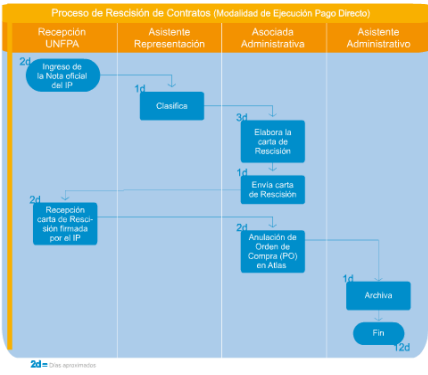 Proceso de Rescisión de Contratos (Modalidad de Ejecución Pago Directo)
Recepción
UNFPA
Asistente
Representación
Asociada
Administrativa
Asistente
Administrativo
2d
Ingreso de
la Nota oficial
del IP
1d
Clasifica
3d
Elabora la
carta de
Rescisión
1d
Envía carta
de Rescisión
2d
Recepción
carta de Resci-
sión firmada
por el IP
2d
Anulación de
Orden de
Compra (PO)
en Atlas
1d
Archiva
Fin
12d
2d= Días aproximados